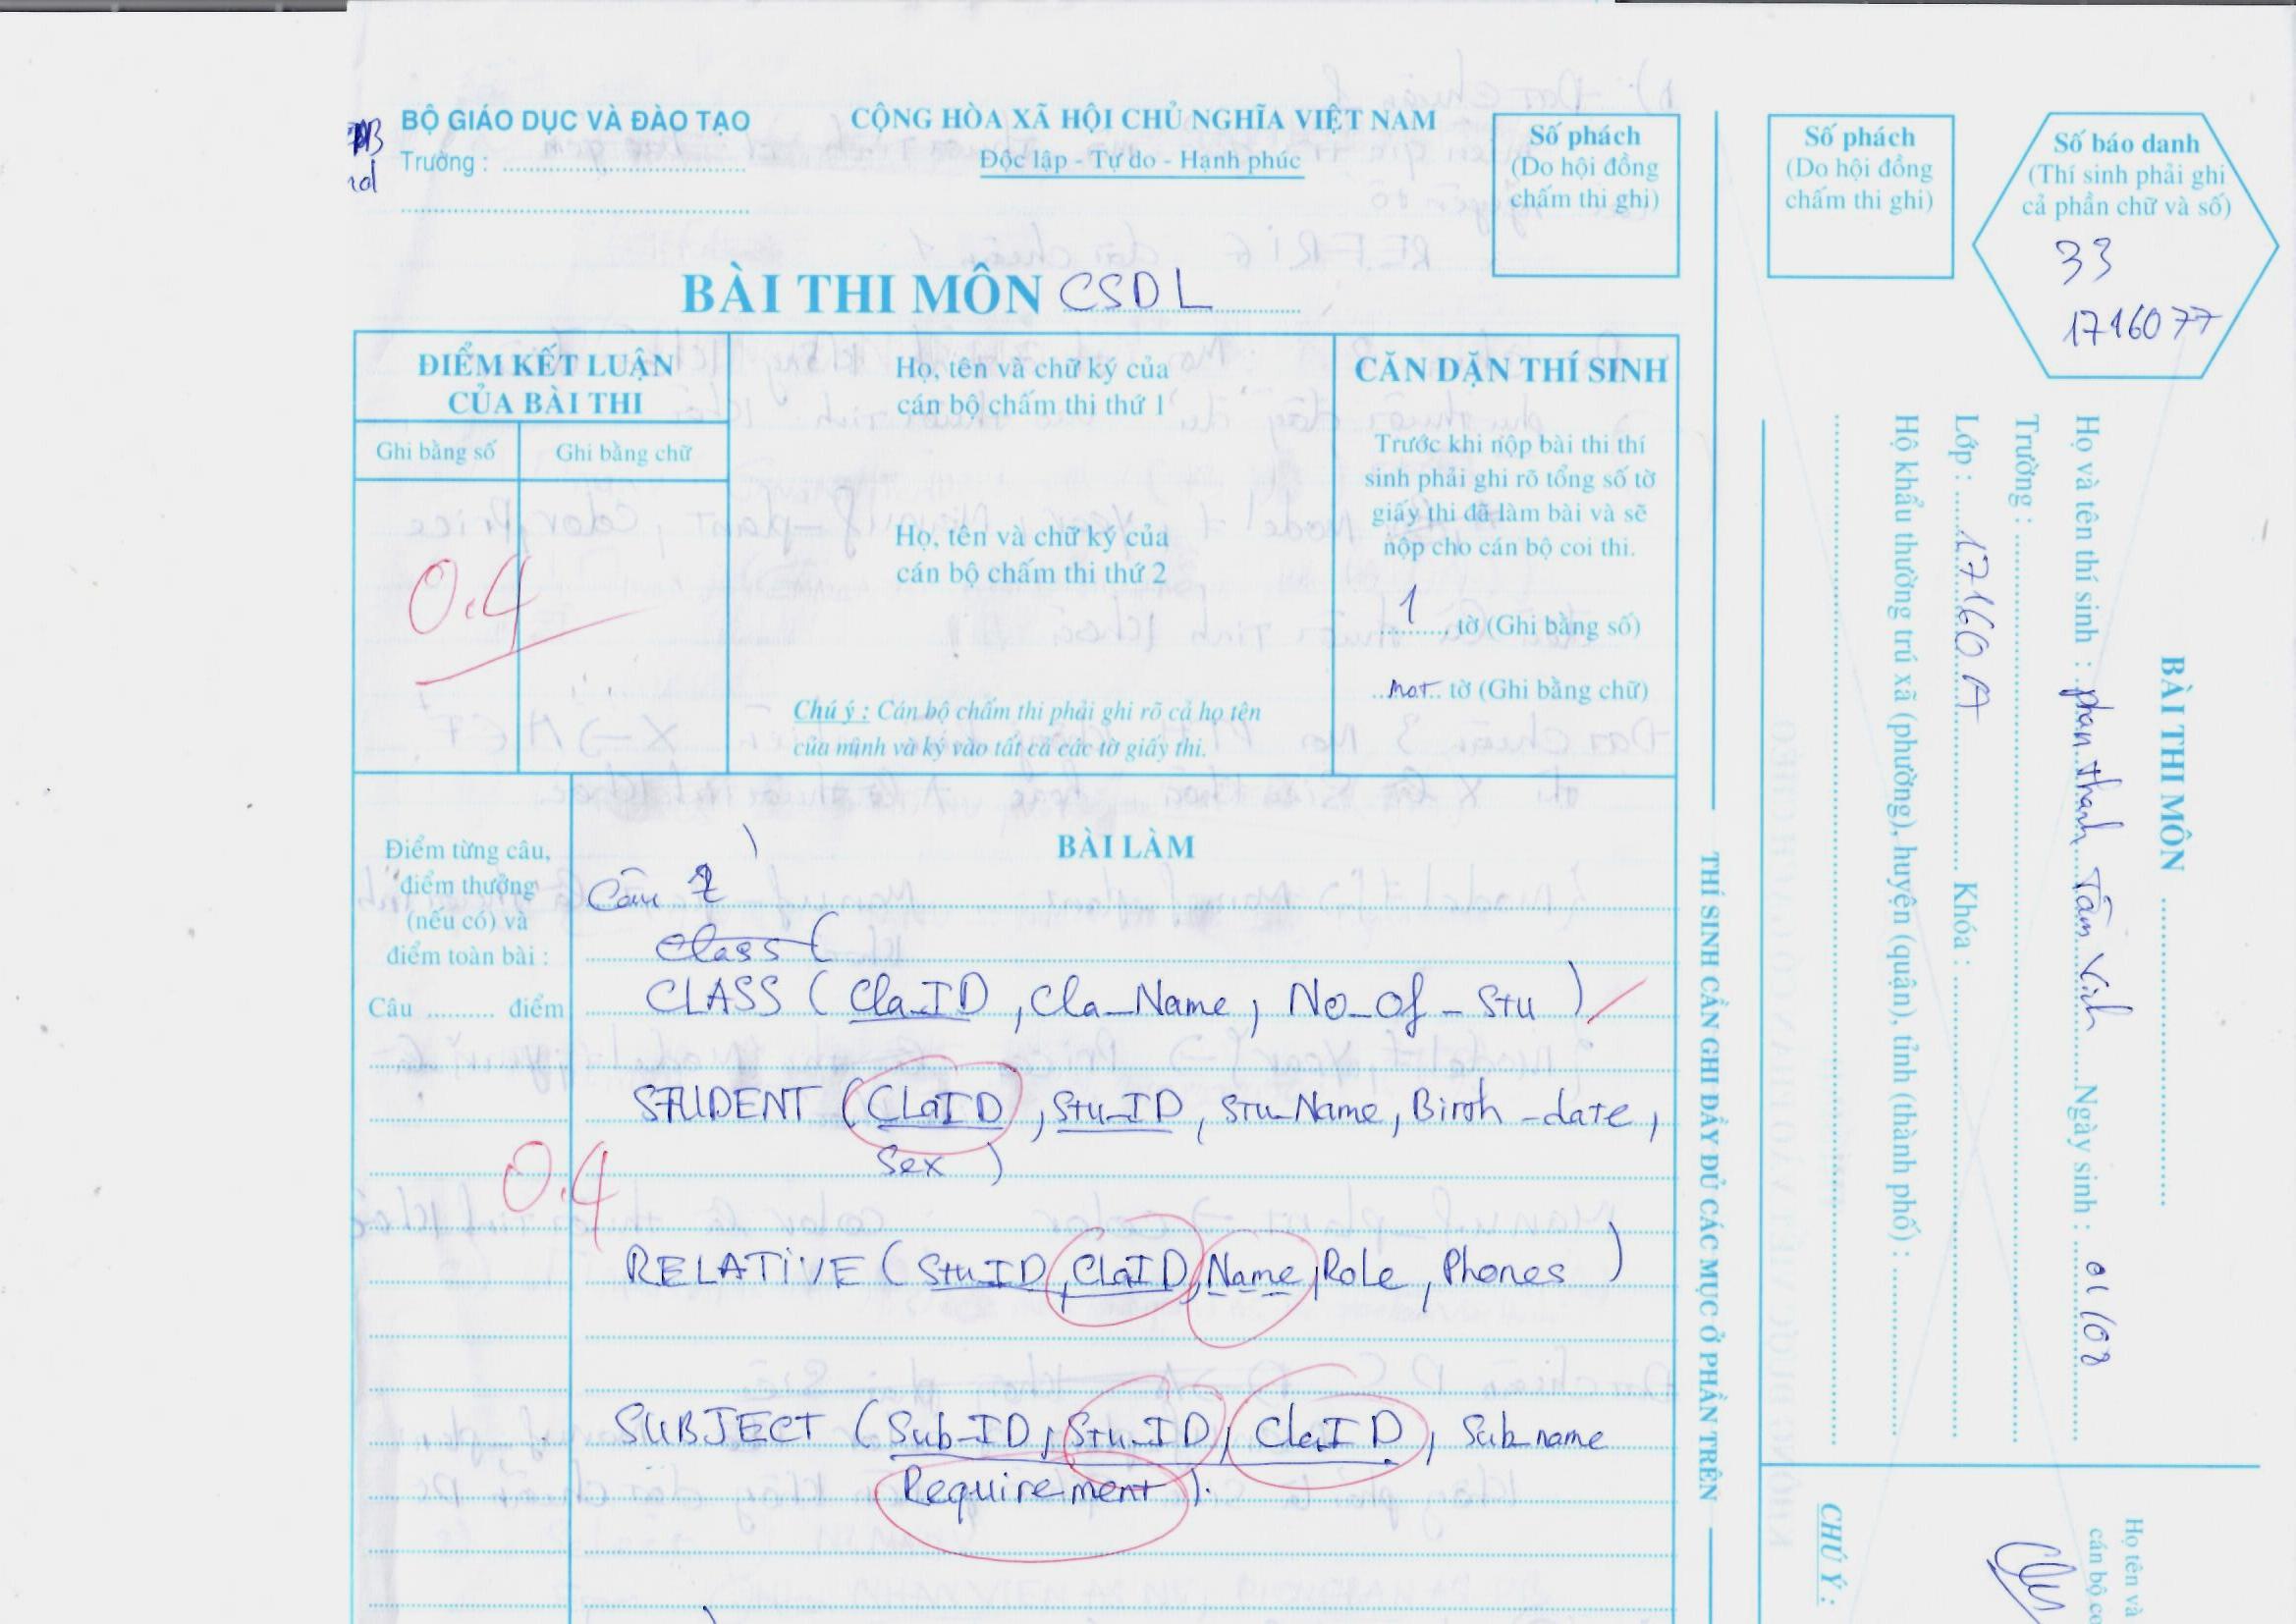 BỘ GIÁO DỤC VÀ ĐÀO TẠO
Trường :
CỘNG HÒA XÃ HỘI CHỦ NGHĨA VIỆT NAM
Độc lập - Tự do - Hạnh phúc
Số phách
(Do hội đồng
chấm thi ghi)
BÀI THI MÔN CSDL
ĐIỂM KẾT LUẬN
CỦA BÀI THI
Ghi bằng số
Ghi bằng chữ
0.4
Họ, tên và chữ ký của
cán bộ chấm thi thứ 1
Họ, tên và chữ ký của
cán bộ chấm thi thứ 2
Chú ý : Cán bộ chấm thi phải ghi rõ cả họ tên
của mình và ký vào tất cả các tờ giấy thi.
CĂN DẶN THÍ SINH
Trước khi nộp bài thi thí
sinh phải ghi rõ tổng số tờ
giấy thi đã làm bài và sẽ
nộp cho cán bộ coi thi.
1 tờ (Ghi bằng số)
một tờ (Ghi bằng chữ)
Điểm từng câu,
điểm thưởng
(nếu có) và
điểm toàn bài :
Câu .......... điểm
0.4
BÀI LÀM
Câu 2
Class (
CLASS ( Cla_ID , Cla_Name, No_Of_Stu )
STUDENT ( CLaID , Stu_ID , Stu_Name, Birth_date,
Sex )
RELATIVE ( Stu_ID, CLaID, Name, Role, Phones )
SUBJECT ( Sub_ID, Stu_ID, Cla_ID, Sub_name
Requirement ).
THÍ SINH CẦN GHI ĐẦY ĐỦ CÁC MỤC Ở PHẦN TRÊN
Số phách
(Do hội đồng
chấm thi ghi)
Số báo danh
(Thí sinh phải ghi
cả phần chữ và số)
33
1716077
BÀI THI MÔN
Họ và tên thí sinh : phan thanh Tâm Vinh Ngày sinh : 01/08
Trường :
Lớp : 17160A Khóa :
Hộ khẩu thường trú xã (phường), huyện (quận), tỉnh (thành phố) :
Họ tên và
cán bộ co
CHÚ Ý :